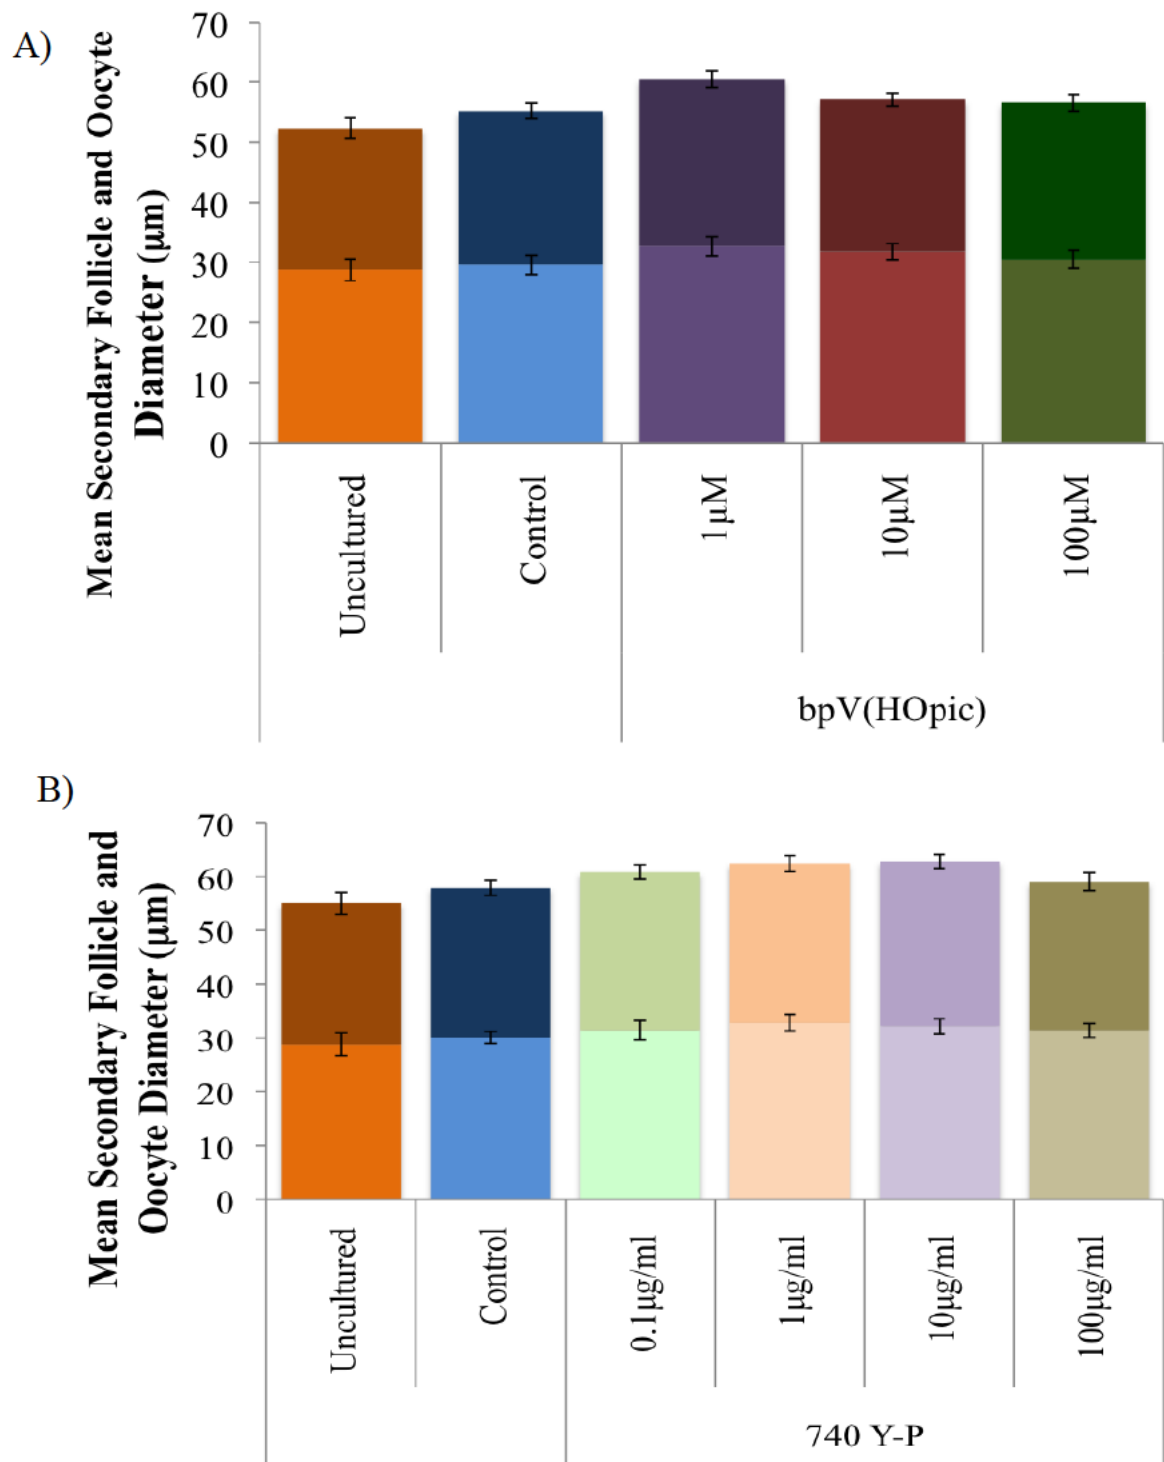 A)
Mean Secondary Follicle and Oocyte
Diameter (μm)
70
60
50
40
30
20
10
0
Uncultured
Control
1μM
10μM
100μM
bpV(HOpic)
B)
Mean Secondary Follicle and
Oocyte Diameter (μm)
70
60
50
40
30
20
10
0
Uncultured
Control
0.1μg/ml
1μg/ml
10μg/ml
100μg/ml
740 Y-P